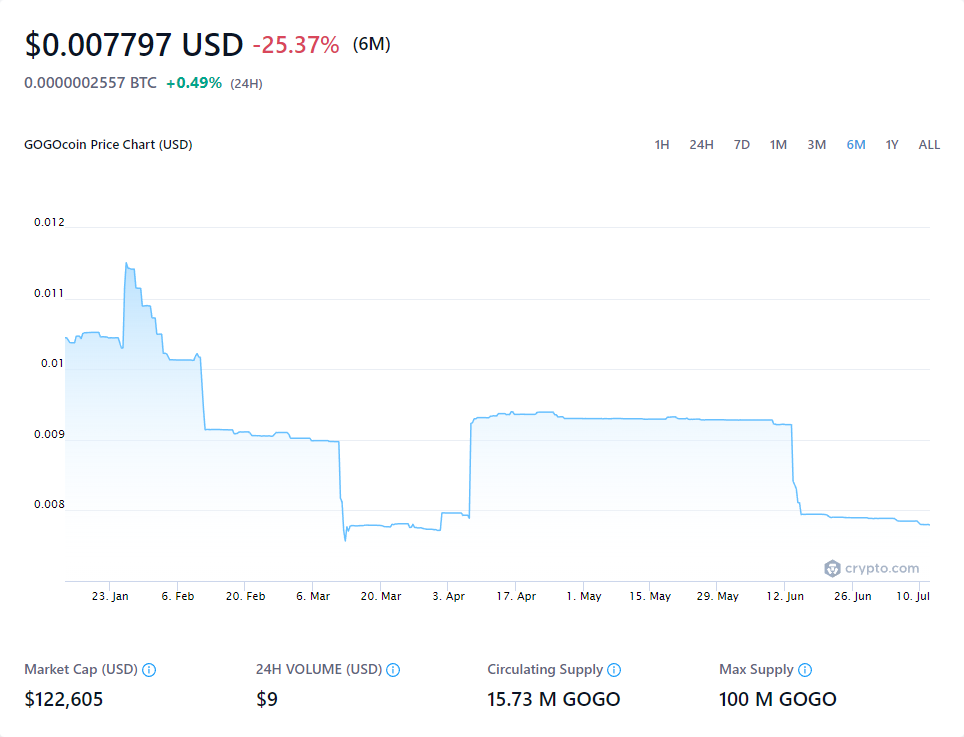 $0.007797 USD -25.37% (6M)
0.0000002557 BTC +0.49% (24H)
GOGOcoin Price Chart (USD) 1H 24H 7D 1M 3M 6M 1Y ALL
0.012
0.011
0.01
0.009
0.008
crypto.com
23. Jan 6. Feb 20. Feb 6. Mar 20. Mar 3. Apr 17. Apr 1. May 15. May 29. May 12. Jun 26. Jun 10. Jul
Market Cap (USD) 24H VOLUME (USD) Circulating Supply Max Supply
$122,605 $9 15.73 M GOGO 100 M GOGO